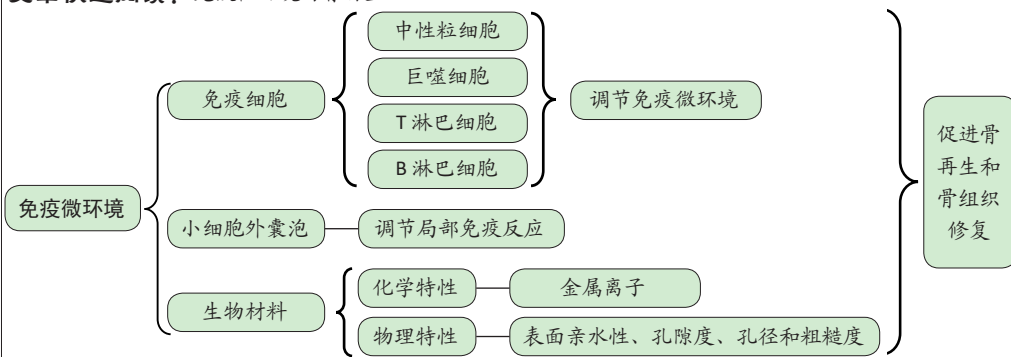 中性粒细胞
巨噬细胞
T 淋巴细胞
B 淋巴细胞
免疫细胞
调节免疫微环境
免疫微环境
小细胞外囊泡
调节局部免疫反应
生物材料
化学特性
金属离子
物理特性
表面亲水性、孔隙度、孔径和粗糙度
促进骨
再生和
骨组织
修复